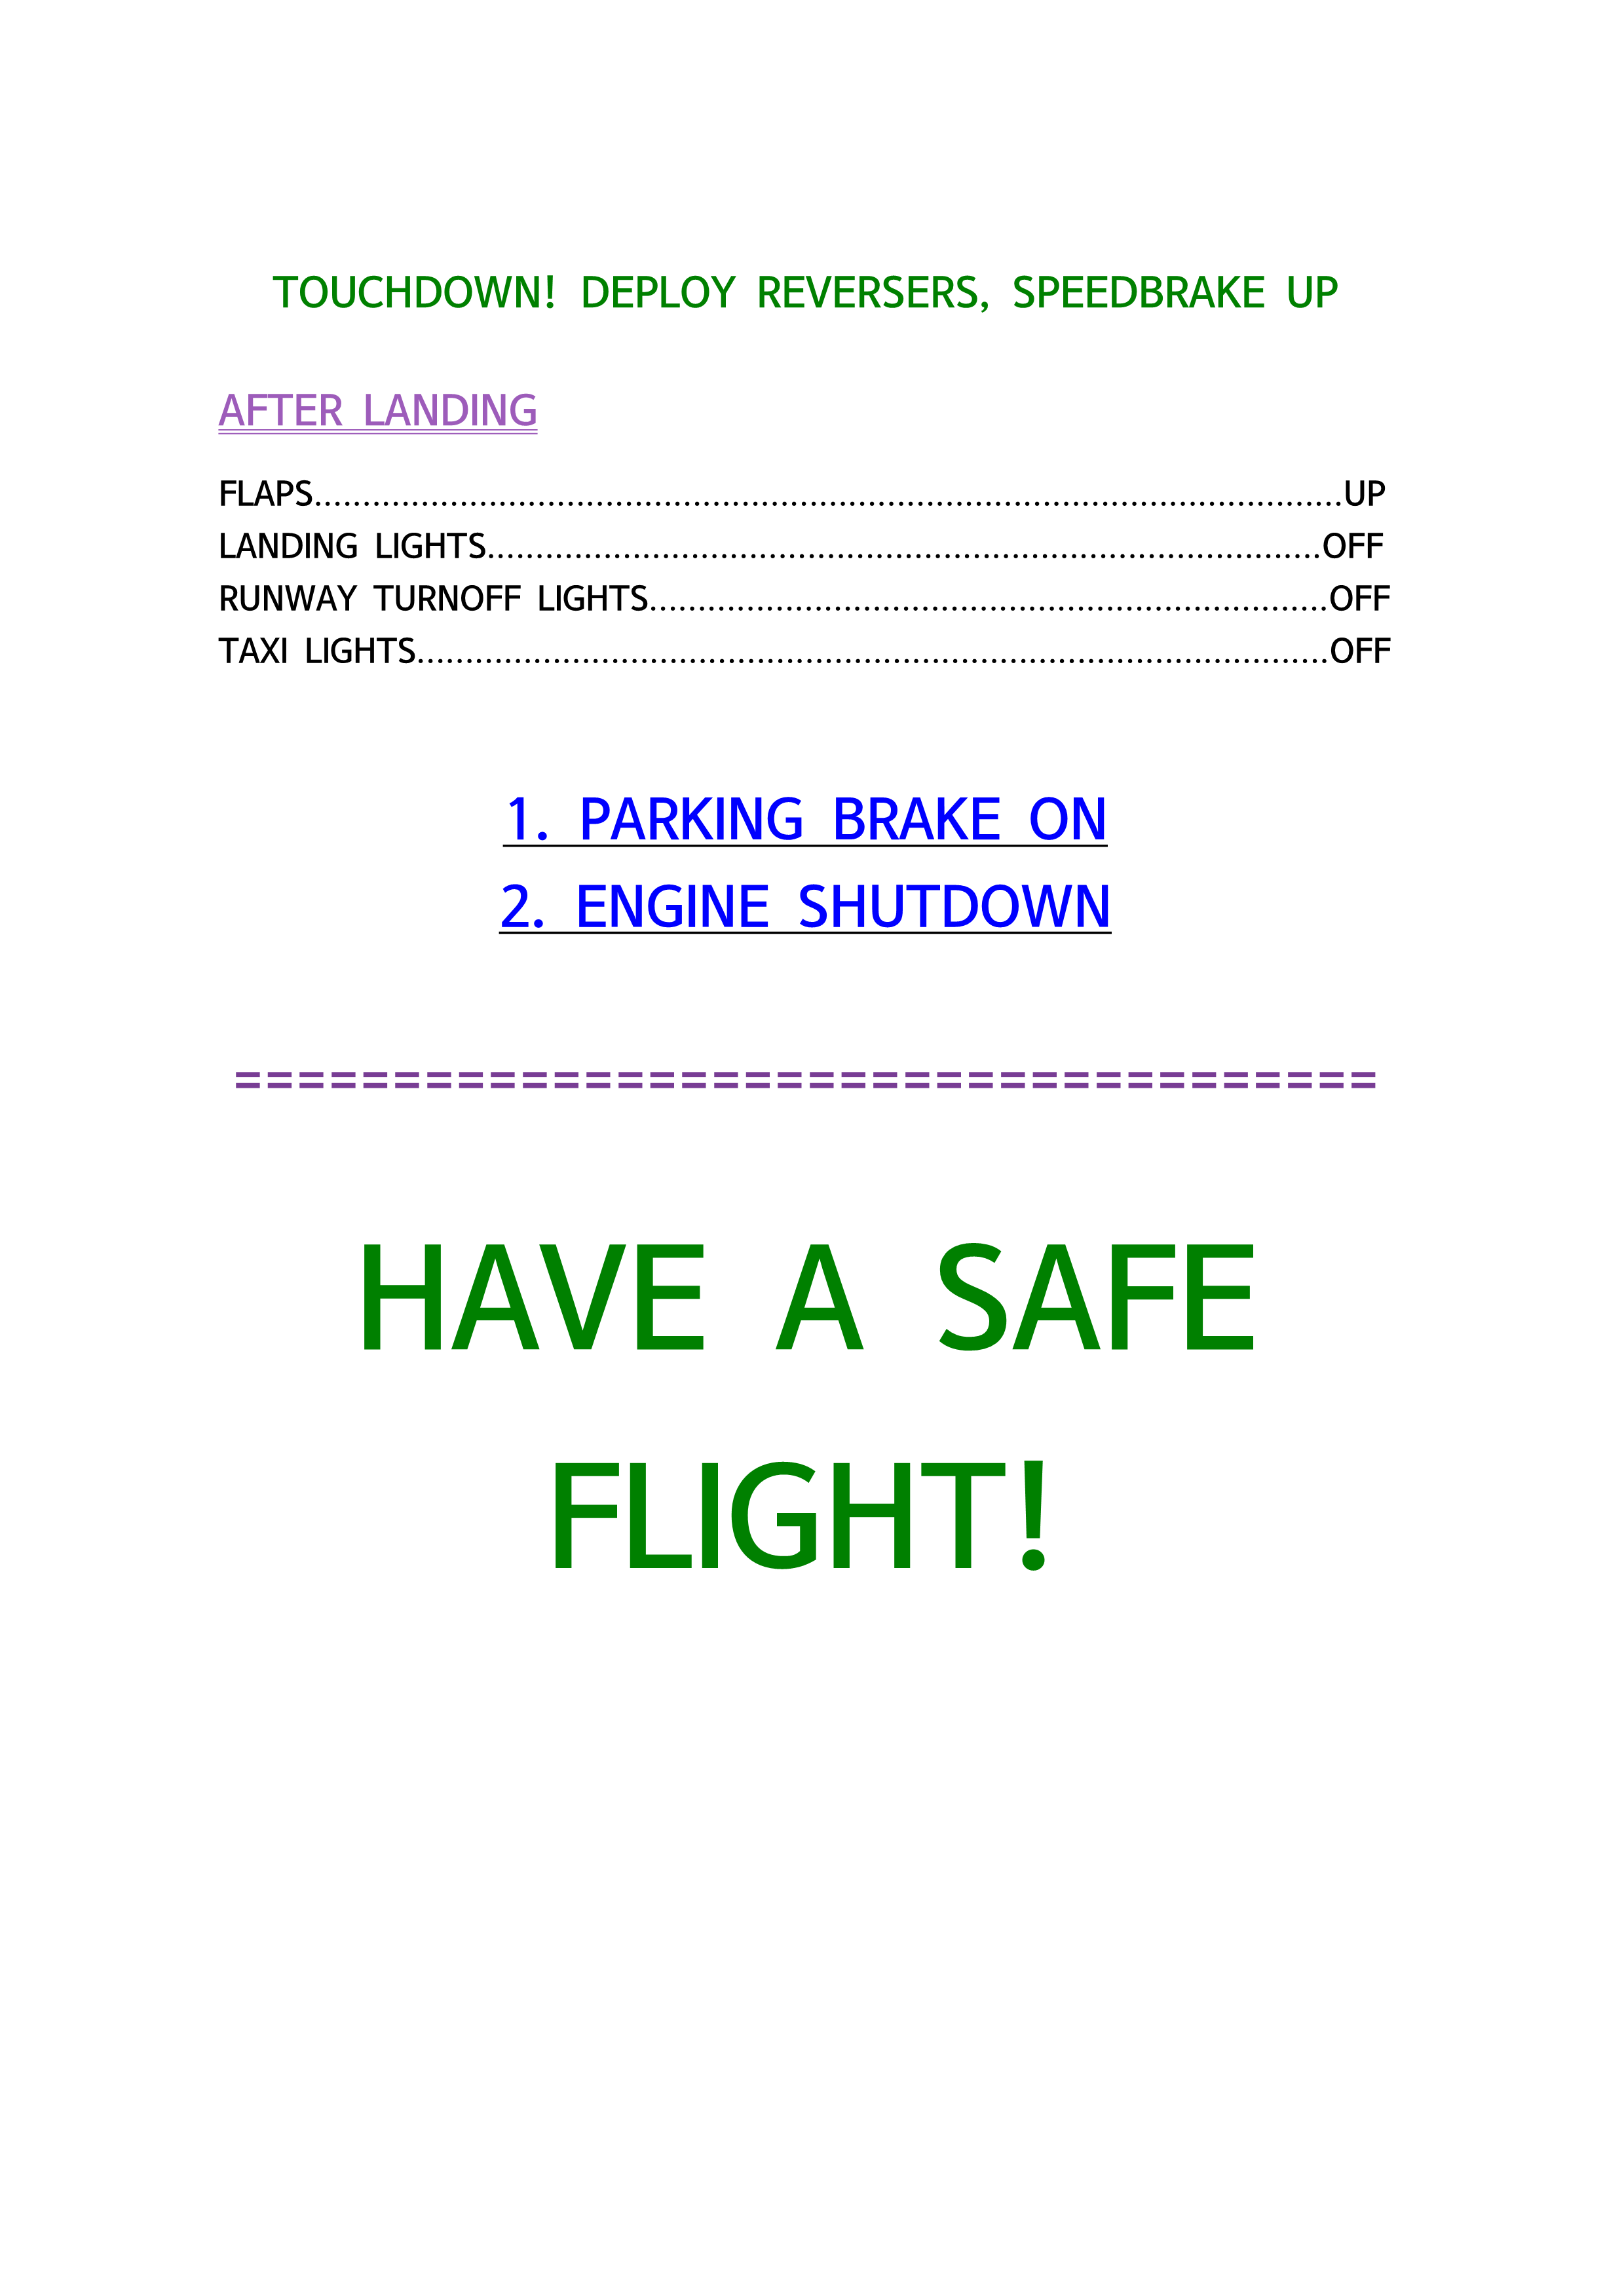 TOUCHDOWN! DEPLOY REVERSERS, SPEEDBRAKE UP
AFTER LANDING
FLAPS.........................................................................................................UP
LANDING LIGHTS.....................................................................................OFF
RUNWAY TURNOFF LIGHTS.....................................................................OFF
TAXI LIGHTS.............................................................................................OFF
1. PARKING BRAKE ON
2. ENGINE SHUTDOWN
====================================
HAVE A SAFE
FLIGHT!